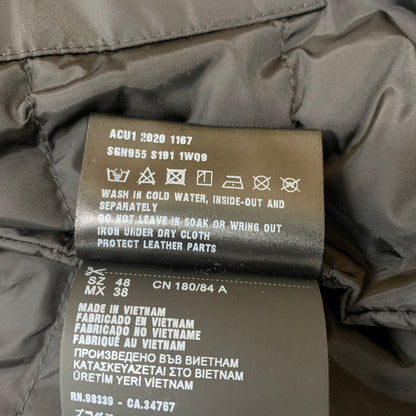 ACU1 2020 1167
SGN955 S191 1WQ9
WASH IN COLD WATER, INSIDE-OUT AND
SEPARATELY
DO NOT LEAVE IN SOAK OR WRING OUT
IRON UNDER DRY CLOTH
PROTECT LEATHER PARTS
SZ 48 CN 180/84 A
MX 38
MADE IN VIETNAM
FABRICADO EN VIETNAM
FABRICADO NO VIETNAME
FABRIQUÉ AU VIETNAM
ПРОИЗВЕДЕНО ВЪВ ВИЕТНАМ
ΚΑΤΑΣΚΕΥΑΖΕΤΑΙ ΒΙΕΤΝΑΜ
ÜRETİM YERİ VIETNAM
RN.98339 - CA.34767